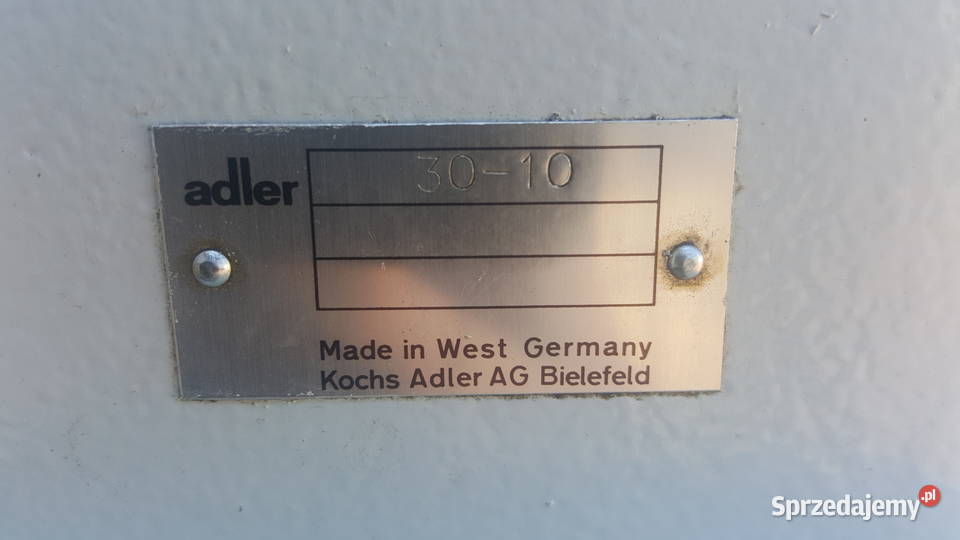 adler
30-10
Made in West Germany
Kochs Adler AG Bielefeld
Sprzedajemy.pl